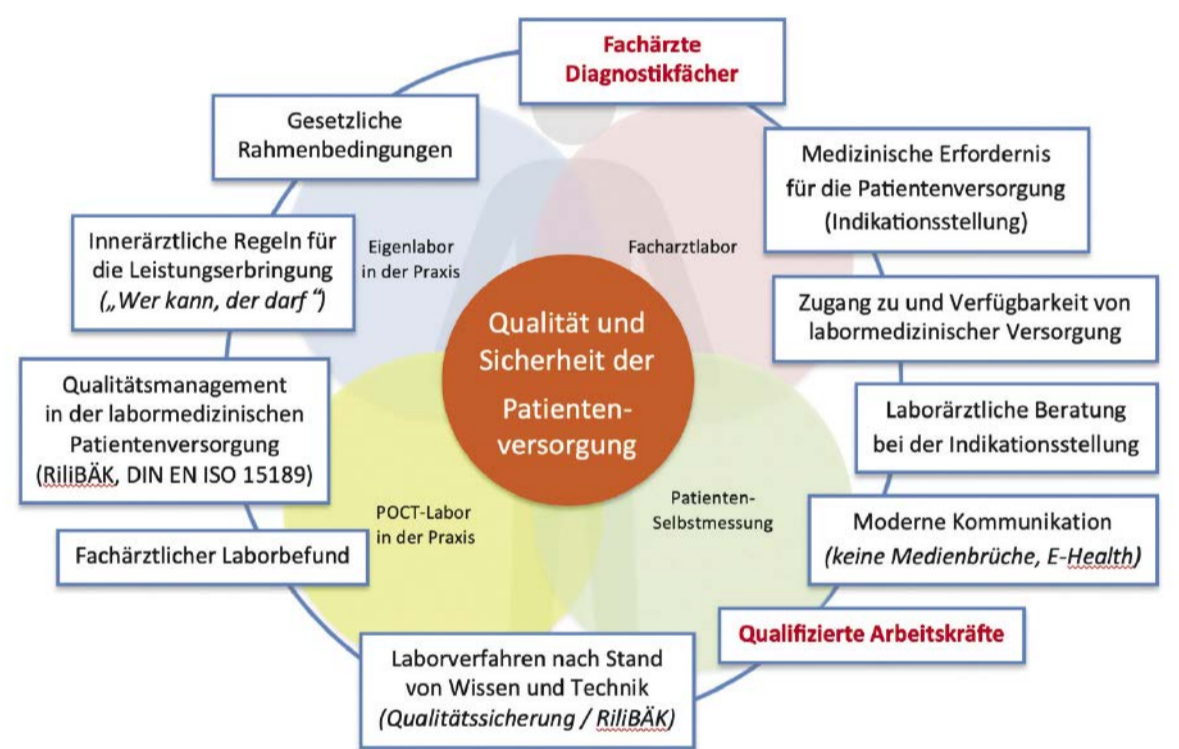 Fachärzte
Diagnostikfächer
Gesetzliche
Rahmenbedingungen
Medizinische Erfordernis
für die Patientenversorgung
(Indikationsstellung)
Innerärztliche Regeln für
die Leistungserbringung
(„Wer kann, der darf “)
Eigenlabor
in der Praxis
Facharztlabor
Zugang zu und Verfügbarkeit von
labormedizinischer Versorgung
Qualität und
Sicherheit der
Patienten-
versorgung
Qualitätsmanagement
in der labormedizinischen
Patientenversorgung
(RiliBÄK, DIN EN ISO 15189)
Laborärztliche Beratung
bei der Indikationsstellung
POCT-Labor
in der Praxis
Patienten-
Selbstmessung
Moderne Kommunikation
(keine Medienbrüche, E-Health)
Fachärztlicher Laborbefund
Qualifizierte Arbeitskräfte
Laborverfahren nach Stand
von Wissen und Technik
(Qualitätssicherung / RiliBÄK)